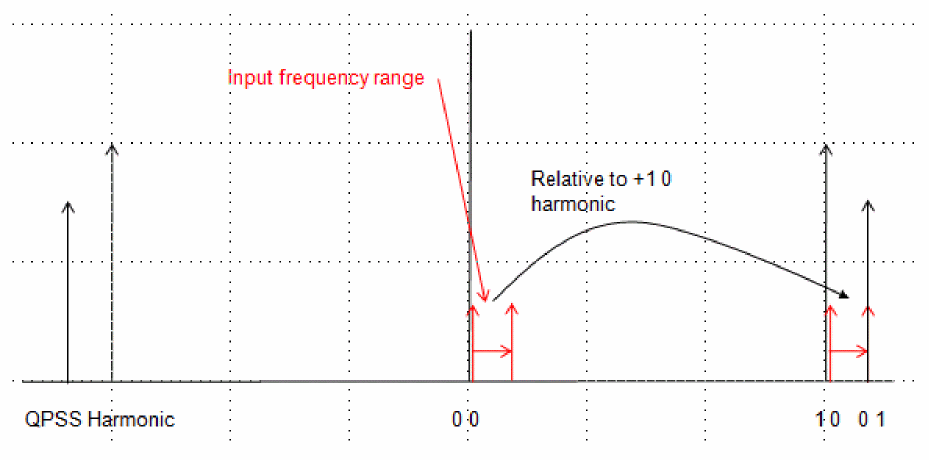 Input frequency range
Relative to +1 0
harmonic
QPSS Harmonic 0 0 1 0 0 1